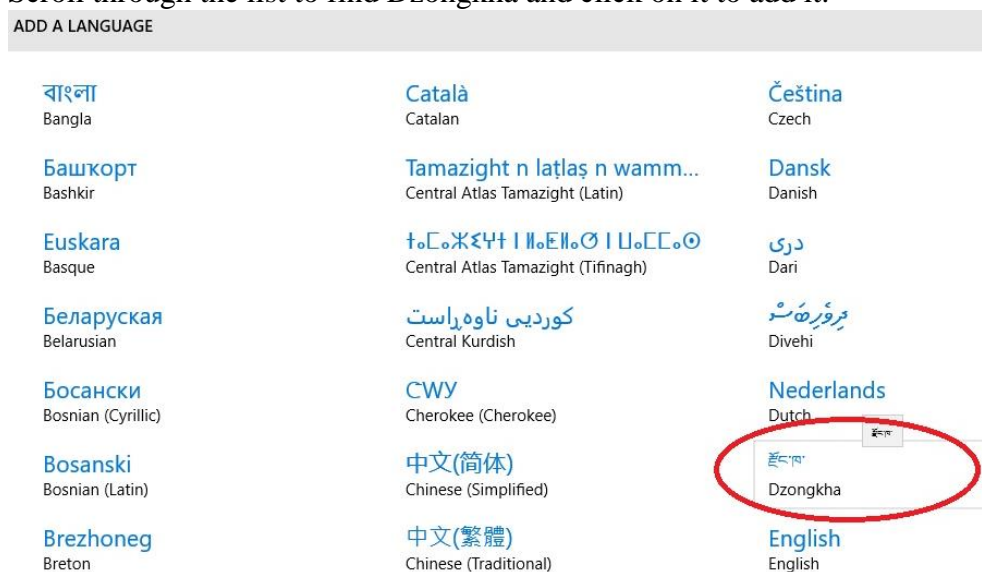 Scroll through the list to find Dzongkha and click on it to add it.
ADD A LANGUAGE
বাংলা
Bangla
Башҡорт
Bashkir
Euskara
Basque
Беларуская
Belarusian
Босански
Bosnian (Cyrillic)
Bosanski
Bosnian (Latin)
Brezhoneg
Breton
Català
Catalan
Tamazight n laṭlaṣ n wamm...
Central Atlas Tamazight (Latin)
ⵜⴰⵎⴰⵣⵉⵖⵜ ⵏ ⵍⴰⵟⵍⴰⵚ ⵏ ⵡⴰⵎⵎⴰⵙ
Central Atlas Tamazight (Tifinagh)
کوردیی ناوەڕاست
Central Kurdish
ᏣᎳᎩ
Cherokee (Cherokee)
中文(简体)
Chinese (Simplified)
中文(繁體)
Chinese (Traditional)
Čeština
Czech
Dansk
Danish
درى
Dari
ދިވެހިބަސް
Divehi
Nederlands
Dutch
རྫོང་ཁ་
རྫོང་ཁ་
Dzongkha
English
English